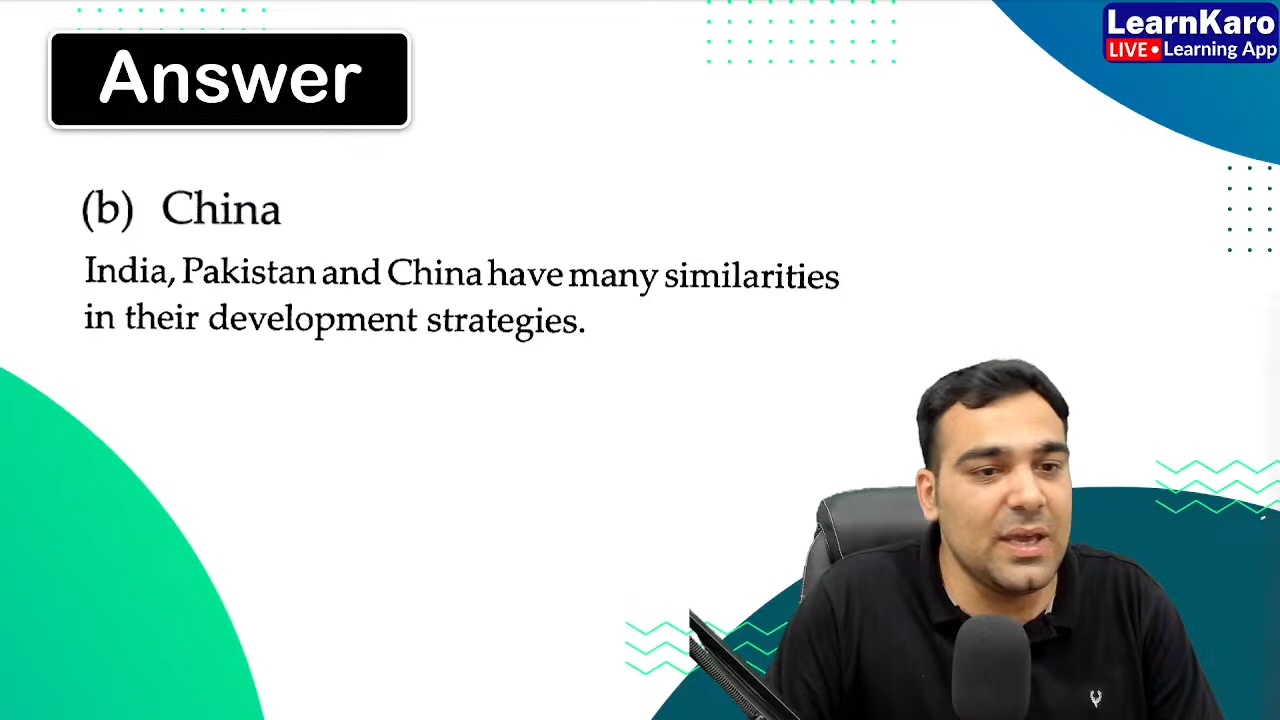 LearnKaro
LIVE • Learning App
Answer
(b) China
India, Pakistan and China have many similarities
in their development strategies.